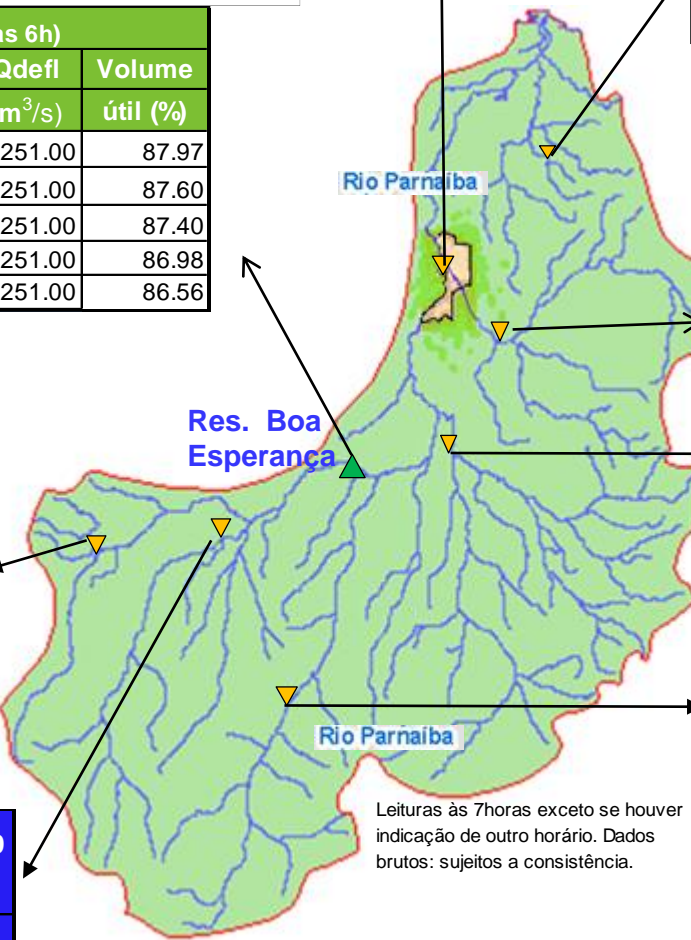 às 6h)
Qdefl Volume
m³/s) útil (%)
251.00 87.97
251.00 87.60
251.00 87.40
251.00 86.98
251.00 86.56
Rio Parnaíba
Res. Boa
Esperança
Rio Parnaíba
Leituras às 7horas exceto se houver
indicação de outro horário. Dados
brutos: sujeitos a consistência.